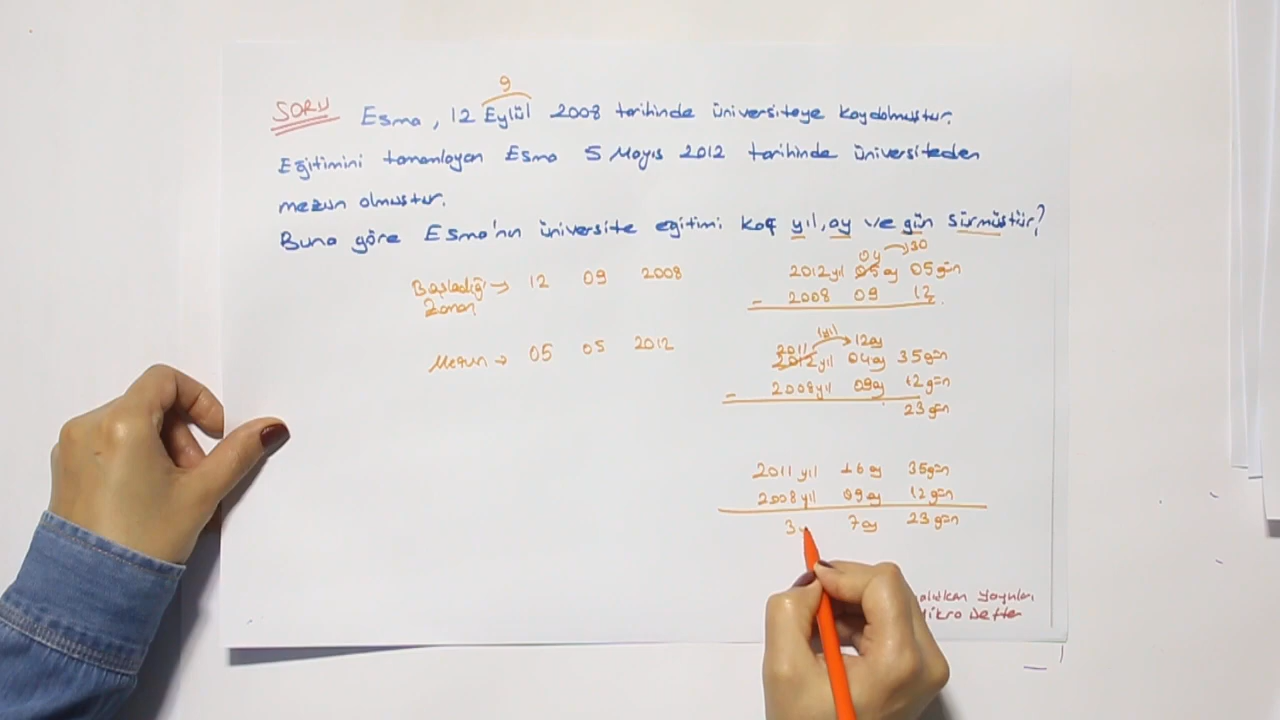 9
SORU Esma, 12 Eylül 2008 tarihinde üniversiteye kaydolmuştur.
Eğitimini tamamlayan Esma 5 Mayıs 2012 tarihinde üniversiteden
mezun olmuştur.
Buna göre Esma'nın üniversite eğitimi kaç yıl, ay ve gün sürmüştür?
Başladığı → 12 09 2008
Zaman
Mezun → 05 05 2012
04 30
2012 yıl 05 ay 05 gün
- 2008 09 12
1 yıl
2011 12 ay
2012 yıl 04 ay 35 gün
- 2008 yıl 09 ay 12 gün
23 gün
2011 yıl 16 ay 35 gün
2008 yıl 09 ay 12 gün
3 7 ay 23 gün
Yayınları
Mikro Defter